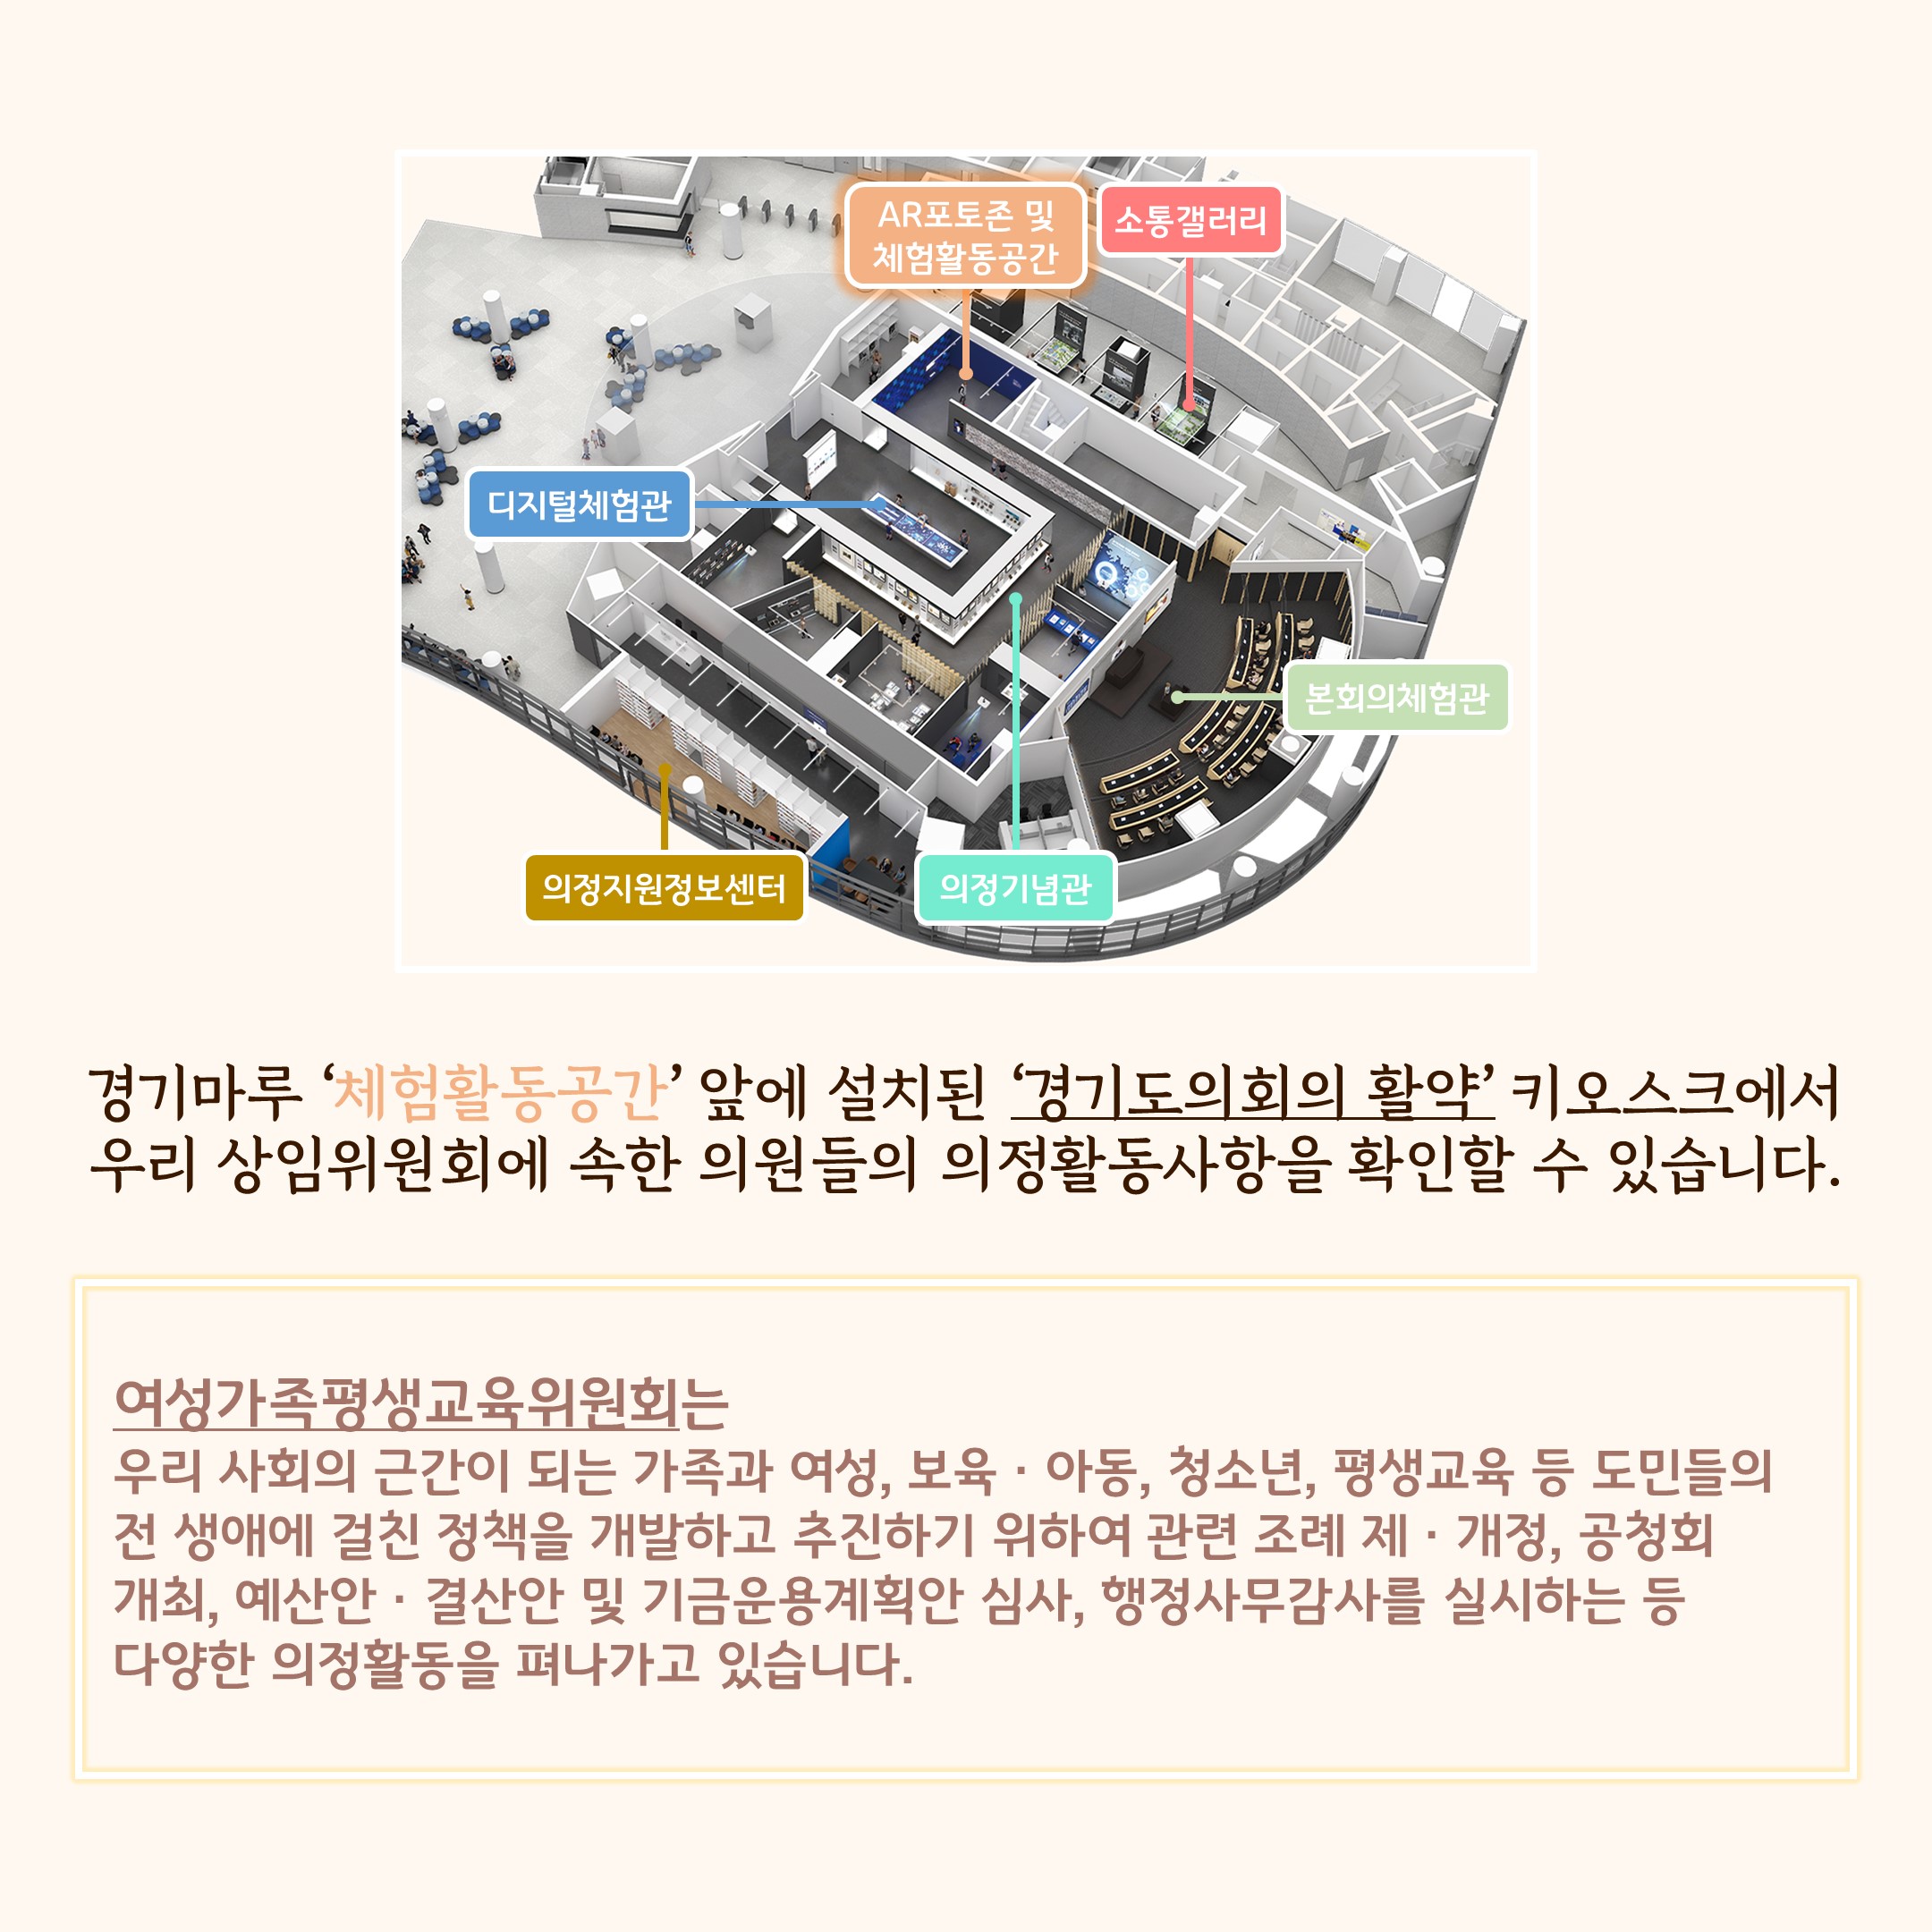 AR포토존 및
체험활동공간
소통갤러리
디지털체험관
본회의체험관
의정지원정보센터
의정기념관
경기마루 ‘체험활동공간’ 앞에 설치된 ‘경기도의회의 활약’ 키오스크에서
우리 상임위원회에 속한 의원들의 의정활동사항을 확인할 수 있습니다.
여성가족평생교육위원회는
우리 사회의 근간이 되는 가족과 여성, 보육 · 아동, 청소년, 평생교육 등 도민들의
전 생애에 걸친 정책을 개발하고 추진하기 위하여 관련 조례 제 · 개정, 공청회
개최, 예산안 · 결산안 및 기금운용계획안 심사, 행정사무감사를 실시하는 등
다양한 의정활동을 펴나가고 있습니다.